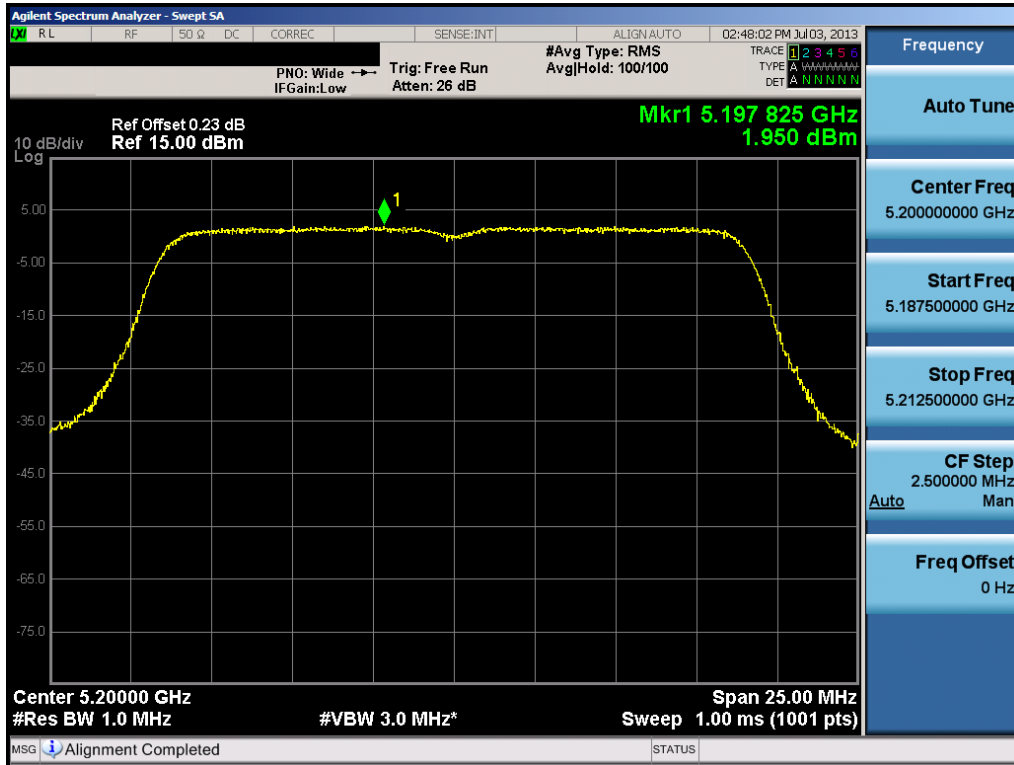 Agilent Spectrum Analyzer - Swept SA
LXI RL RF 50 Ω DC CORREC SENSE:INT ALIGN AUTO 02:48:02 PM Jul 03, 2013
#Avg Type: RMS TRACE 1 2 3 4 5 6
PNO: Wide Trig: Free Run Avg|Hold: 100/100 TYPE A WWWWW
IFGain:Low Atten: 26 dB DET A N N N N N
Mkr1 5.197 825 GHz
Ref Offset 0.23 dB
10 dB/div Ref 15.00 dBm 1.950 dBm
Log
1
5.00
-5.00
-15.0
-25.0
-35.0
-45.0
-55.0
-65.0
-75.0
Center 5.20000 GHz Span 25.00 MHz
#Res BW 1.0 MHz #VBW 3.0 MHz* Sweep 1.00 ms (1001 pts)
MSG Alignment Completed STATUS
Frequency
Auto Tune
Center Freq
5.200000000 GHz
Start Freq
5.187500000 GHz
Stop Freq
5.212500000 GHz
CF Step
2.500000 MHz
Auto Man
Freq Offset
0 Hz